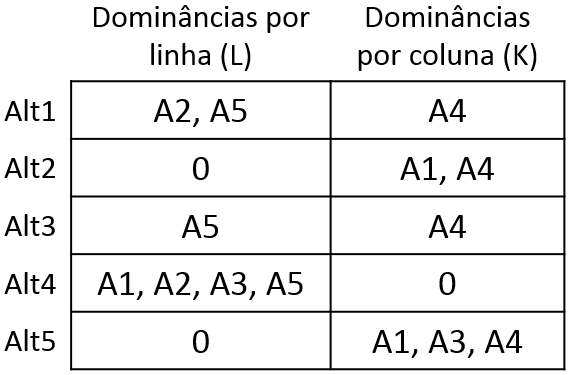 Dominâncias por linha (L)
Dominâncias por coluna (K)
Alt1 A2, A5 A4
Alt2 0 A1, A4
Alt3 A5 A4
Alt4 A1, A2, A3, A5 0
Alt5 0 A1, A3, A4